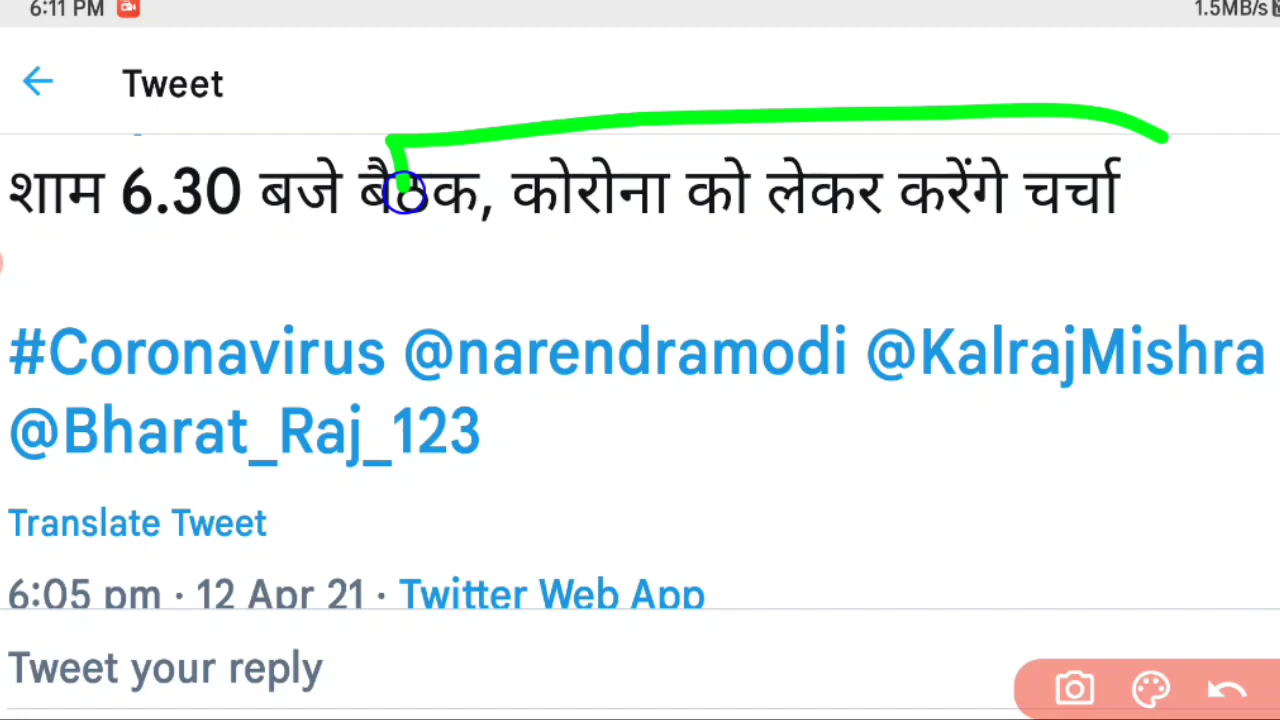 6:11 PM
1.5MB/s
Tweet
शाम 6.30 बजे बैठक, कोरोना को लेकर करेंगे चर्चा
#Coronavirus @narendramodi @KalrajMishra
@Bharat_Raj_123
Translate Tweet
6:05 pm · 12 Apr 21 · Twitter Web App
Tweet your reply